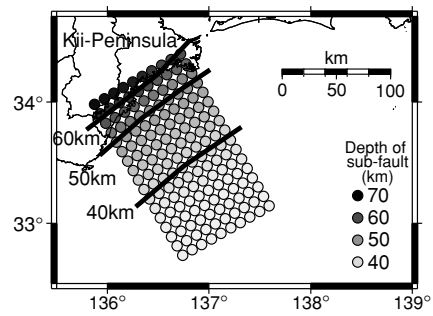 Kii-Peninsula
km
0 50 100
34°
60km
50km
40km
Depth of
sub-fault
(km)
70
60
50
40
33°
136° 137° 138° 139°